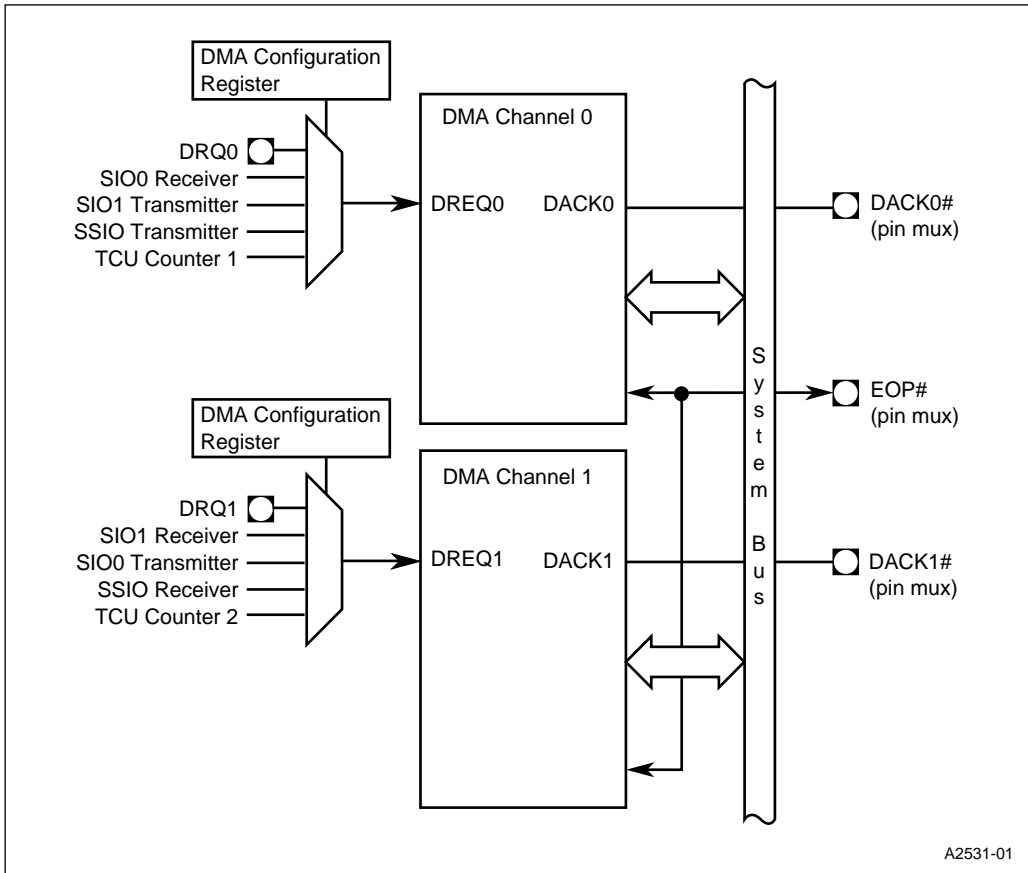 DMA Configuration
Register
DMA Channel 0
DRQ0
SIO0 Receiver
SIO1 Transmitter
SSIO Transmitter
TCU Counter 1
DREQ0
DACK0
DACK0#
(pin mux)
System Bus
EOP#
(pin mux)
DMA Configuration
Register
DMA Channel 1
DRQ1
SIO1 Receiver
SIO0 Transmitter
SSIO Receiver
TCU Counter 2
DREQ1
DACK1
DACK1#
(pin mux)
A2531-01